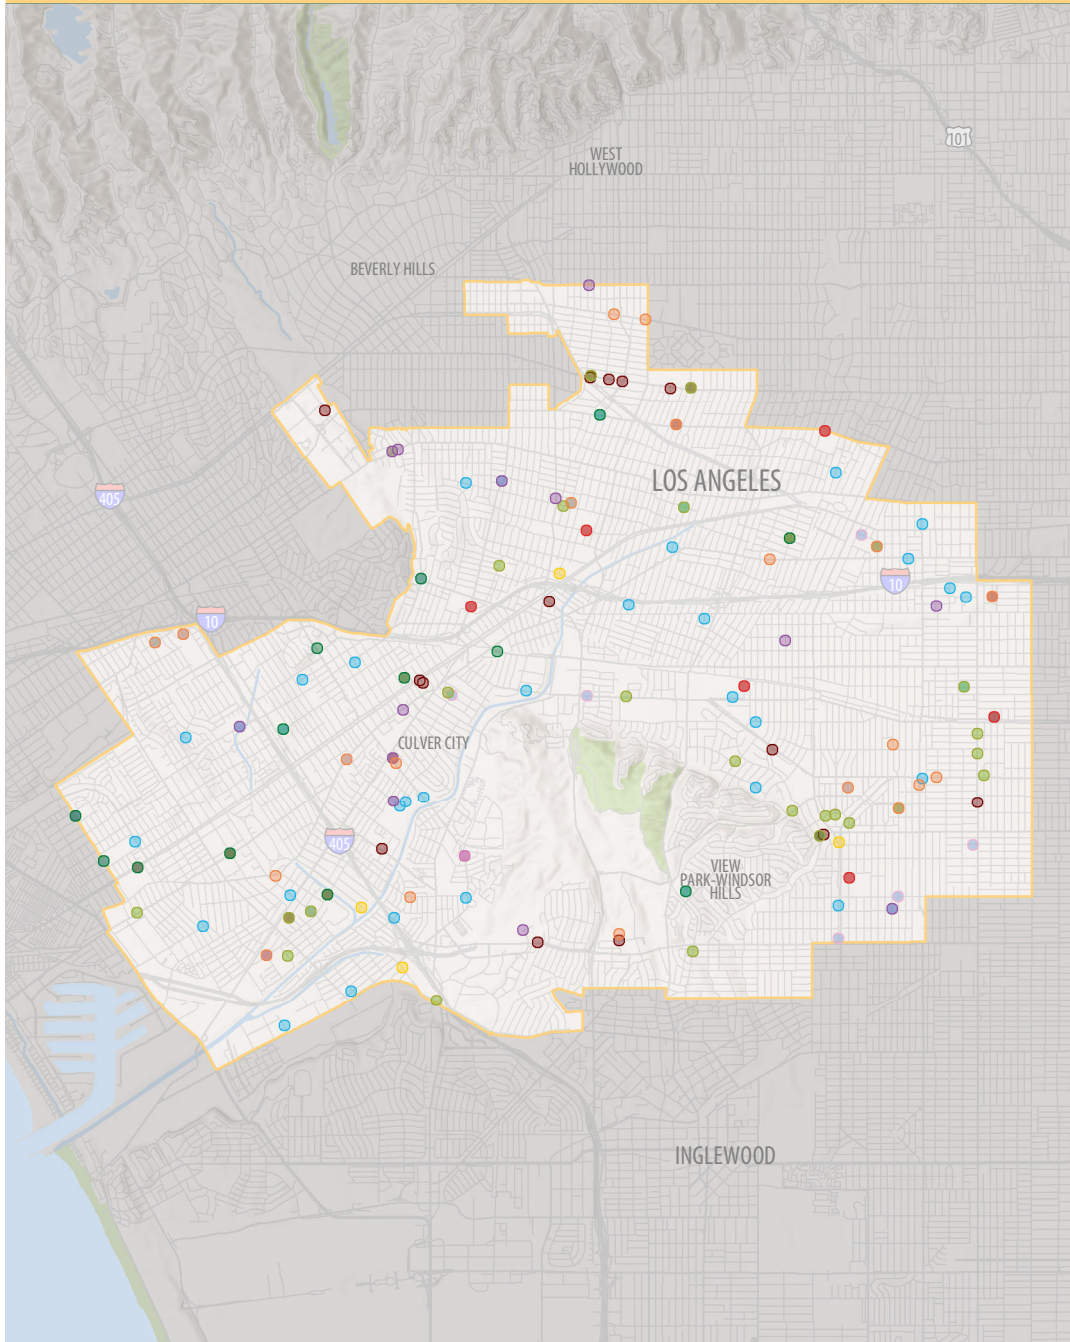 101
WEST
HOLLYWOOD
BEVERLY HILLS
LOS ANGELES
405
10
10
CULVER CITY
405
VIEW
PARK-WINDSOR
HILLS
INGLEWOOD